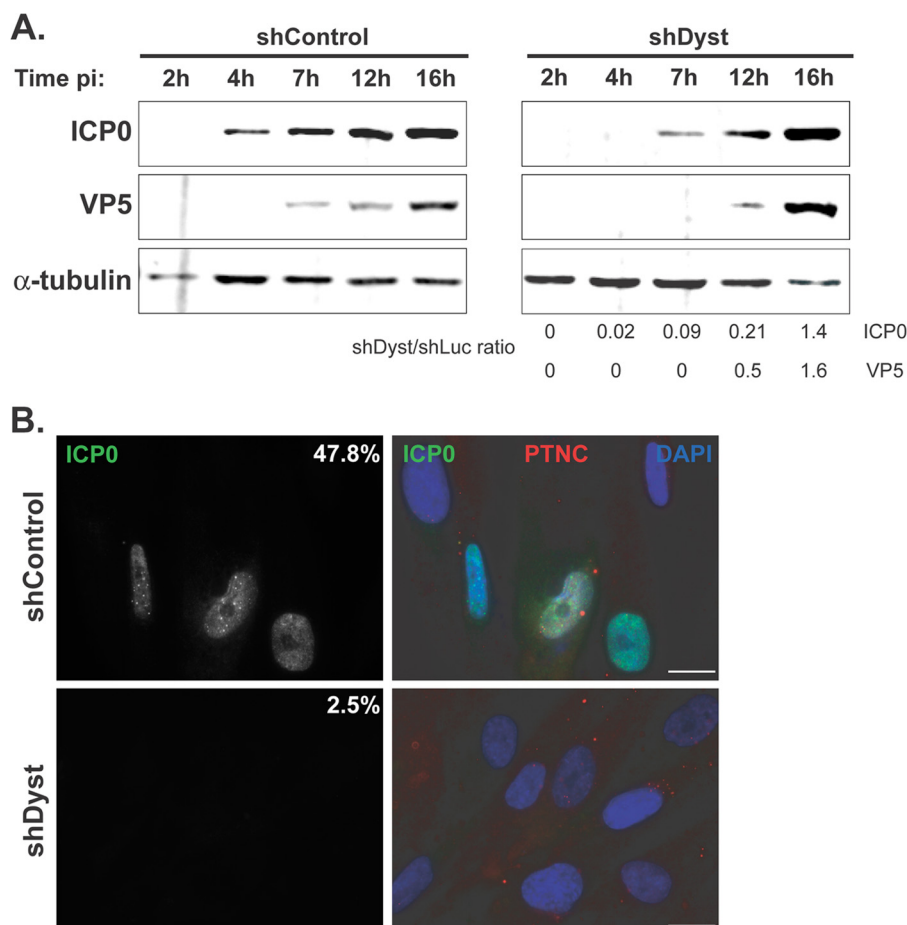 A.
shControl shDyst
Time pi: 2h 4h 7h 12h 16h 2h 4h 7h 12h 16h
ICP0
VP5
α-tubulin
shDyst/shLuc ratio 0 0.02 0.09 0.21 1.4 ICP0
0 0 0 0.5 1.6 VP5
B.
ICP0 47.8% ICP0 PTNC DAPI
shControl
2.5%
shDyst